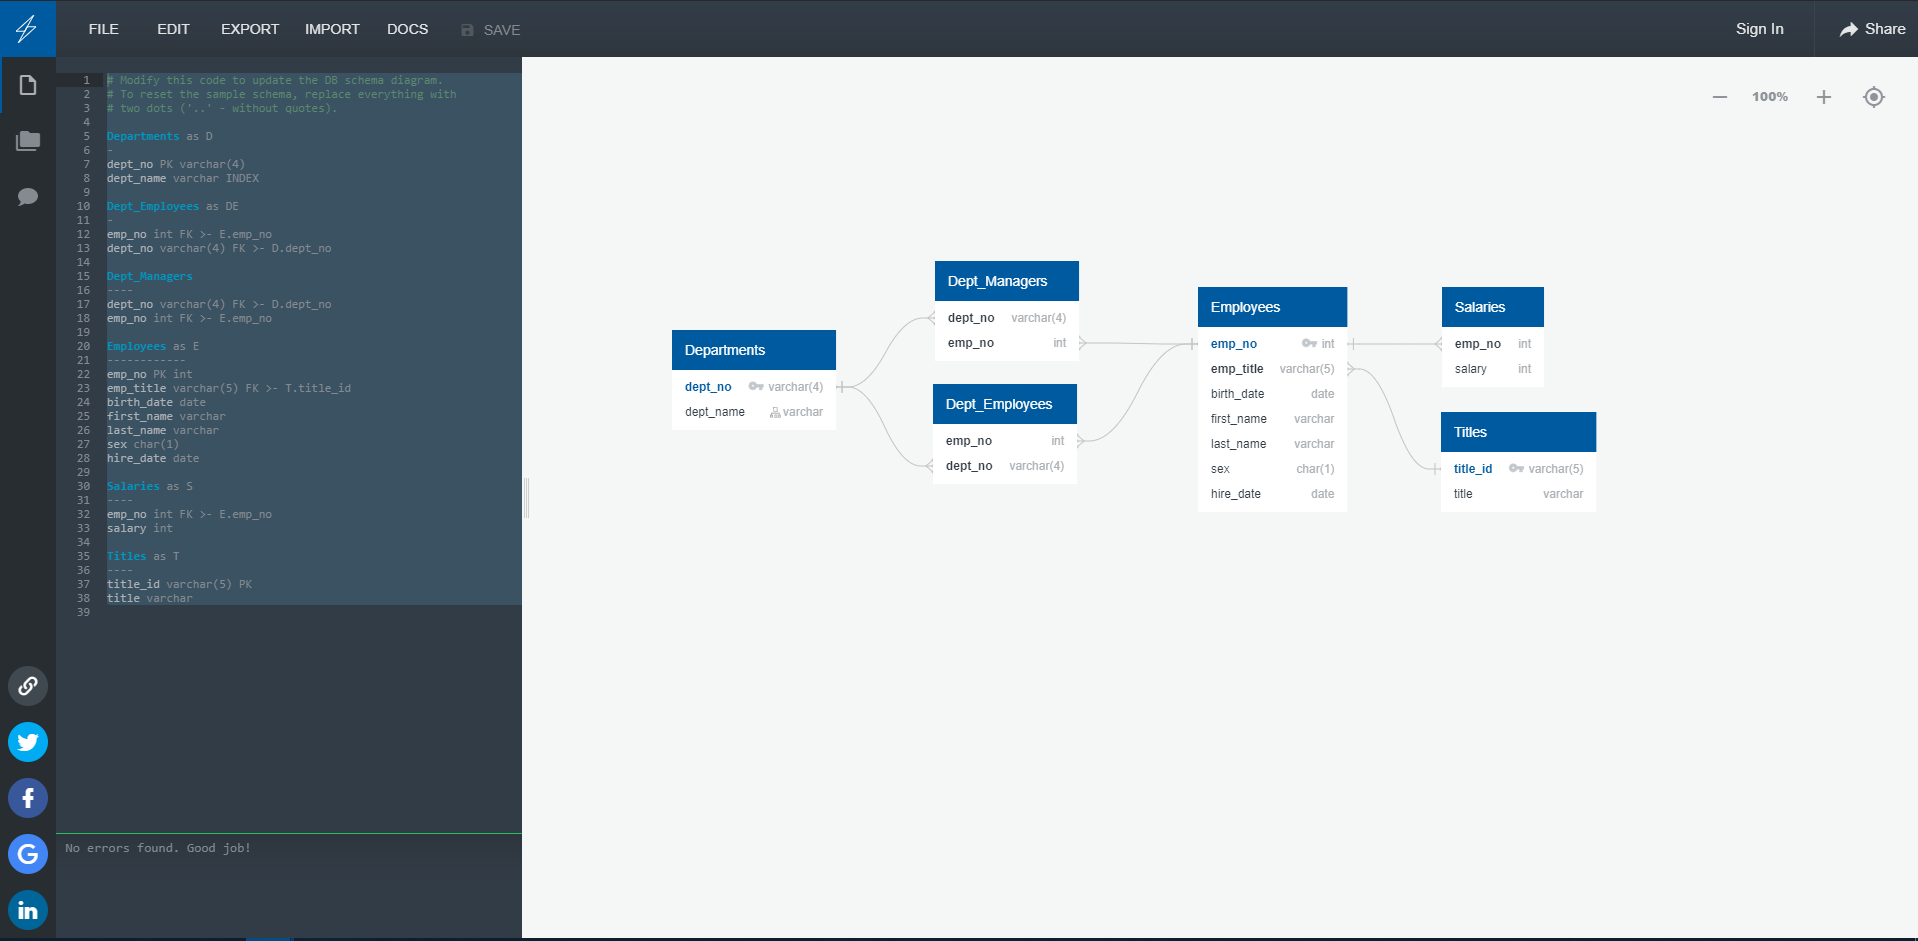 FILE EDIT EXPORT IMPORT DOCS SAVE Sign In Share
1 # Modify this code to update the DB schema diagram.
2 # To reset the sample schema, replace everything with
3 # two dots ('..' - without quotes).
4
5 Departments as D
6 -
7 dept_no PK varchar(4)
8 dept_name varchar INDEX
9
10 Dept_Employees as DE
11 -
12 emp_no int FK >- E.emp_no
13 dept_no varchar(4) FK >- D.dept_no
14
15 Dept_Managers
16 ----
17 dept_no varchar(4) FK >- D.dept_no
18 emp_no int FK >- E.emp_no
19
20 Employees as E
21 ------------
22 emp_no PK int
23 emp_title varchar(5) FK >- T.title_id
24 birth_date date
25 first_name varchar
26 last_name varchar
27 sex char(1)
28 hire_date date
29
30 Salaries as S
31 ----
32 emp_no int FK >- E.emp_no
33 salary int
34
35 Titles as T
36 ----
37 title_id varchar(5) PK
38 title varchar
39
No errors found. Good job!
100%
Departments
dept_no varchar(4)
dept_name varchar
Dept_Managers
dept_no varchar(4)
emp_no int
Dept_Employees
emp_no int
dept_no varchar(4)
Employees
emp_no int
emp_title varchar(5)
birth_date date
first_name varchar
last_name varchar
sex char(1)
hire_date date
Salaries
emp_no int
salary int
Titles
title_id varchar(5)
title varchar